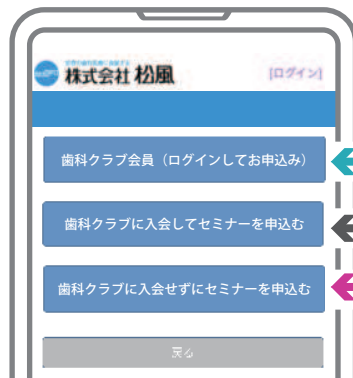 株式会社 松風
[ログイン]
歯科クラブ会員（ログインしてお申込み）
歯科クラブに入会してセミナーを申込む
歯科クラブに入会せずにセミナーを申込む
戻る